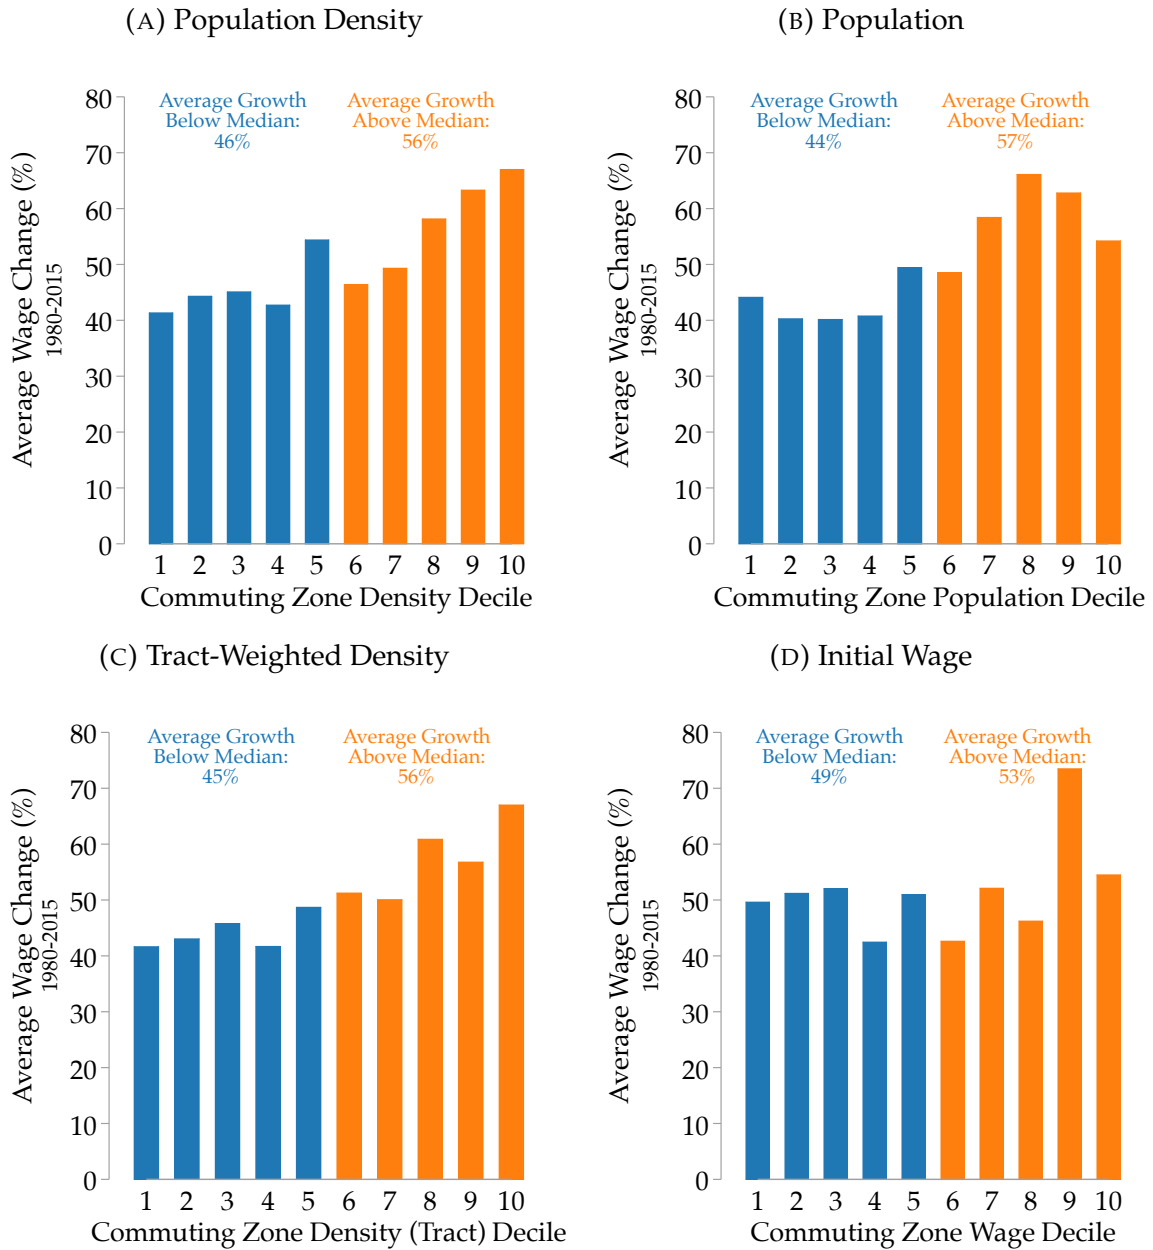 (A) Population Density
80
70
60
50
40
30
20
10
0
Average Wage Change (%)
1980-2015
Average Growth
Below Median:
46%
Average Growth
Above Median:
56%
1 2 3 4 5 6 7 8 9 10
Commuting Zone Density Decile
(B) Population
80
70
60
50
40
30
20
10
0
Average Wage Change (%)
1980-2015
Average Growth
Below Median:
44%
Average Growth
Above Median:
57%
1 2 3 4 5 6 7 8 9 10
Commuting Zone Population Decile
(C) Tract-Weighted Density
80
70
60
50
40
30
20
10
0
Average Wage Change (%)
1980-2015
Average Growth
Below Median:
45%
Average Growth
Above Median:
56%
1 2 3 4 5 6 7 8 9 10
Commuting Zone Density (Tract) Decile
(D) Initial Wage
80
70
60
50
40
30
20
10
0
Average Wage Change (%)
1980-2015
Average Growth
Below Median:
49%
Average Growth
Above Median:
53%
1 2 3 4 5 6 7 8 9 10
Commuting Zone Wage Decile